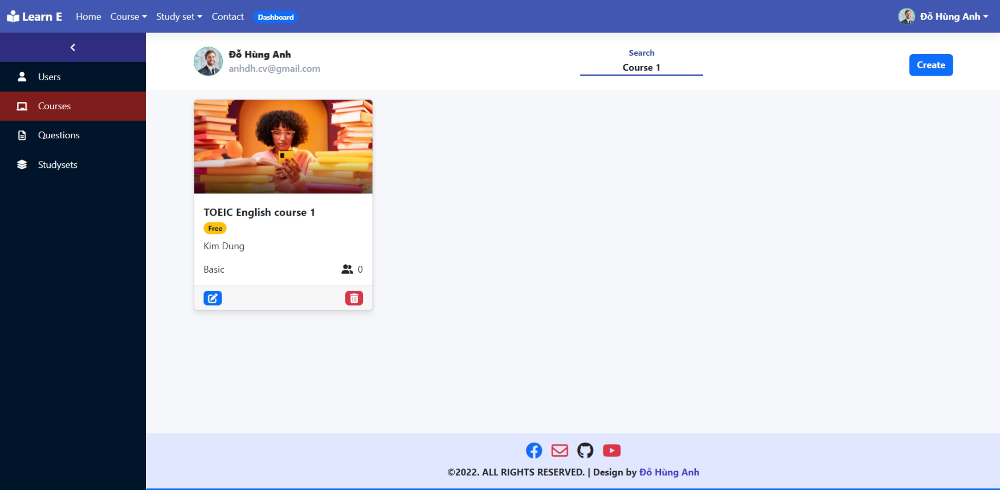 Learn E
Home
Course
Study set
Contact
Dashboard
Đỗ Hùng Anh
Users
Courses
Questions
Studysets
Đỗ Hùng Anh
anhdh.cv@gmail.com
Search
Course 1
Create
TOEIC English course 1
Free
Kim Dung
Basic
0
©2022. ALL RIGHTS RESERVED. | Design by Đỗ Hùng Anh